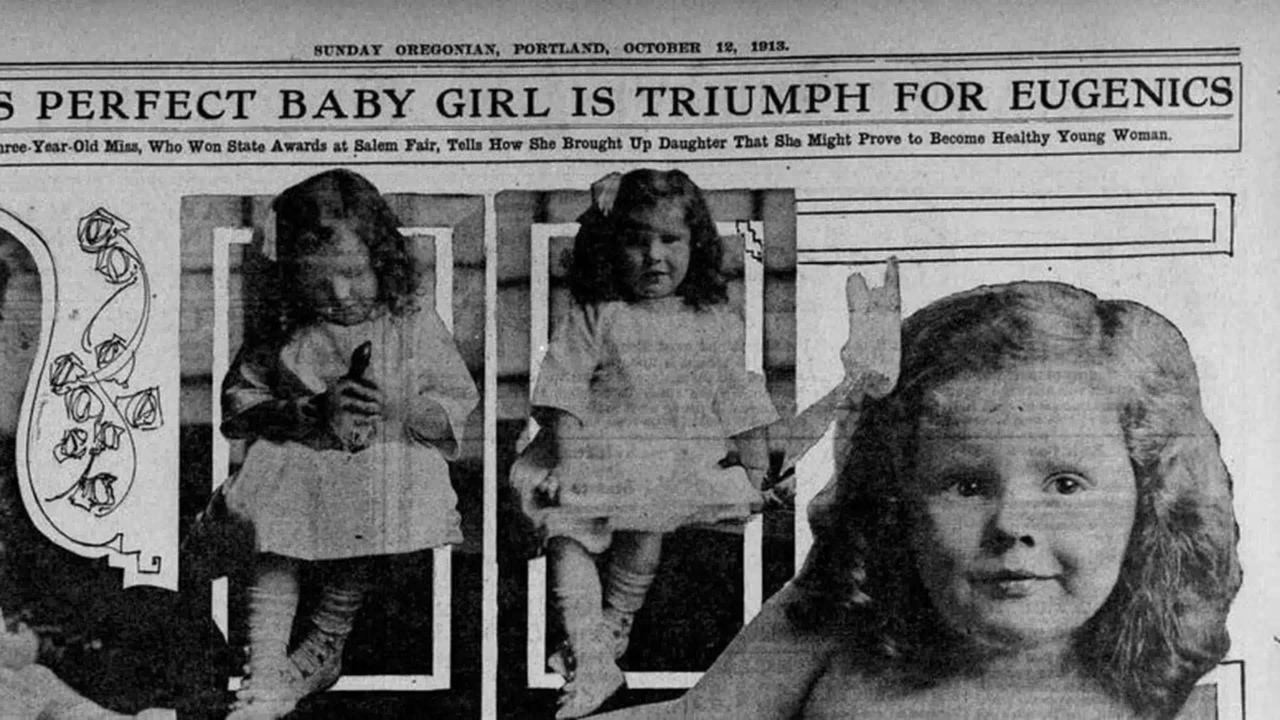 SUNDAY OREGONIAN, PORTLAND, OCTOBER 12, 1913.
S PERFECT BABY GIRL IS TRIUMPH FOR EUGENICS
hree-Year-Old Miss, Who Won State Awards at Salem Fair, Tells How She Brought Up Daughter That She Might Prove to Become Healthy Young Woman.